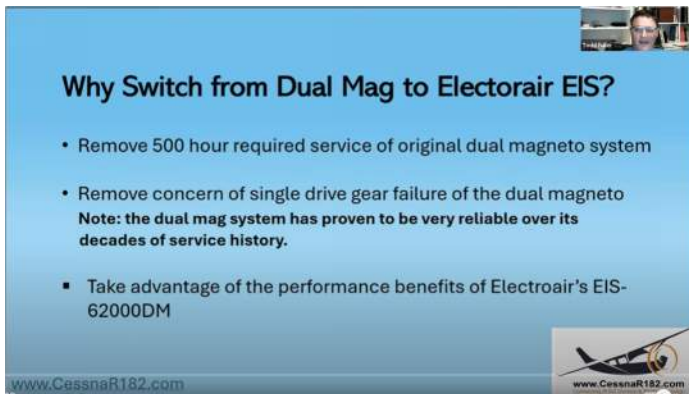 Why Switch from Dual Mag to Electorair EIS?
• Remove 500 hour required service of original dual magneto system
• Remove concern of single drive gear failure of the dual magneto
Note: the dual mag system has proven to be very reliable over its
decades of service history.
▪ Take advantage of the performance benefits of Electroair's EIS-
62000DM
www.CessnaR182.com
www.CessnaR182.com